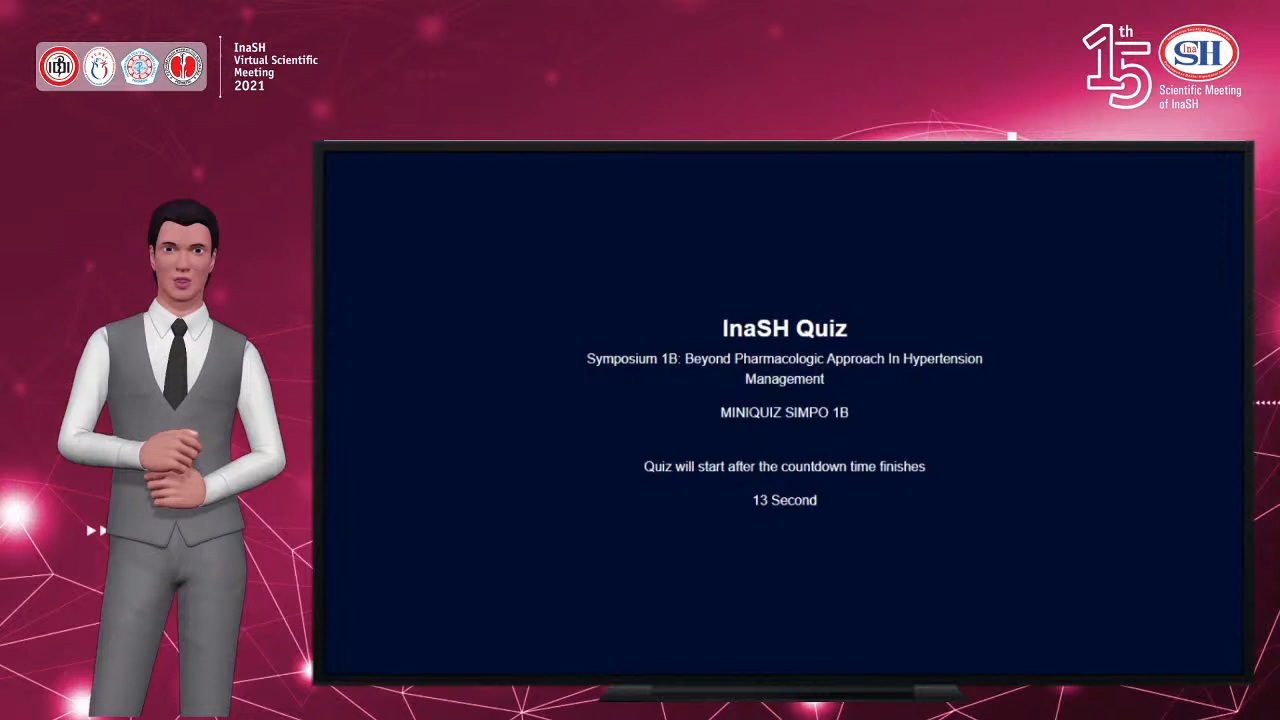 InaSH
Virtual Scientific
Meeting
2021
15th
InaSH
Scientific Meeting
of InaSH
InaSH Quiz
Symposium 1B: Beyond Pharmacologic Approach In Hypertension
Management
MINIQUIZ SIMPO 1B
Quiz will start after the countdown time finishes
13 Second